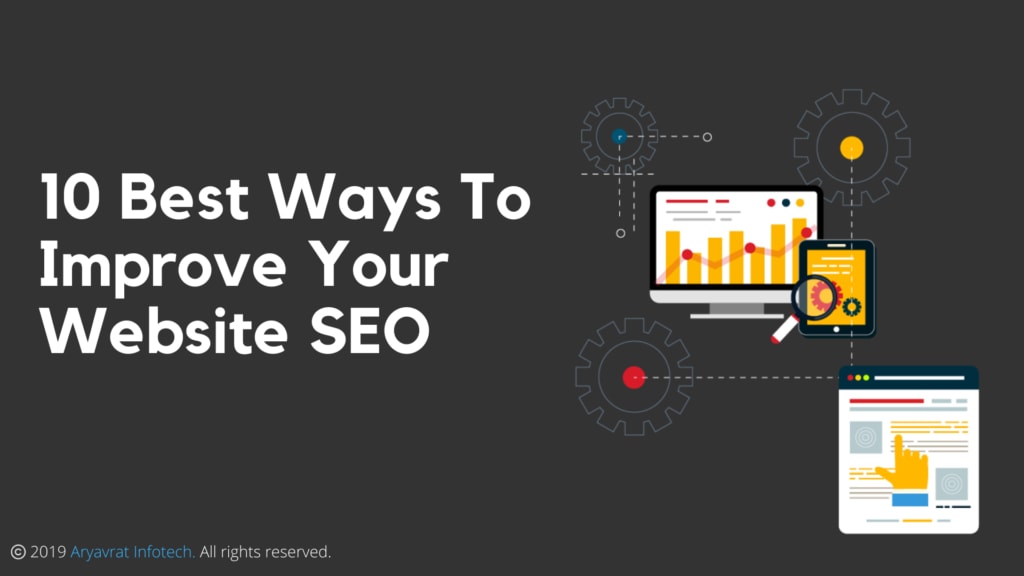 10 Best Ways To
Improve Your
Website SEO
© 2019 Aryavrat Infotech. All rights reserved.